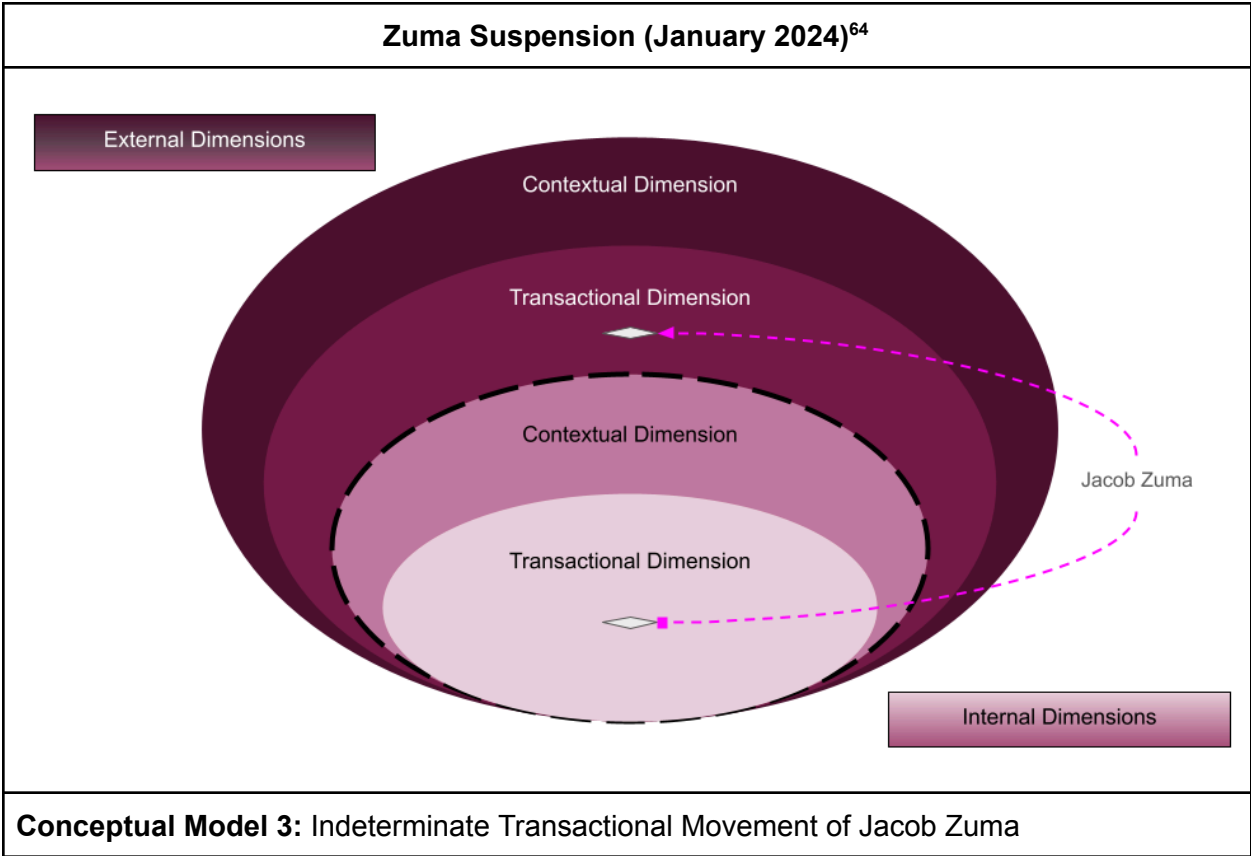 Zuma Suspension (January 2024)⁶⁴
External Dimensions
Contextual Dimension
Transactional Dimension
Contextual Dimension
Jacob Zuma
Transactional Dimension
Internal Dimensions
Conceptual Model 3: Indeterminate Transactional Movement of Jacob Zuma